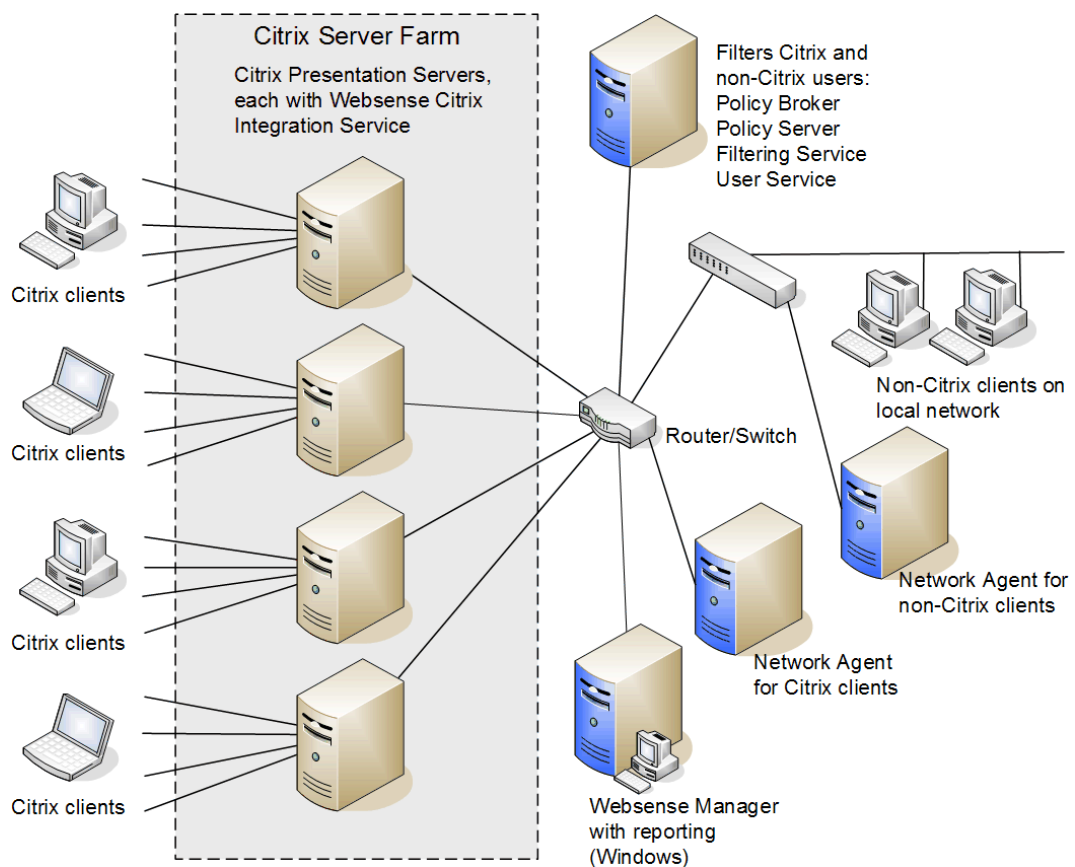 Citrix Server Farm
Citrix Presentation Servers,
each with Websense Citrix
Integration Service
Filters Citrix and
non-Citrix users:
Policy Broker
Policy Server
Filtering Service
User Service
Citrix clients
Citrix clients
Citrix clients
Citrix clients
Router/Switch
Non-Citrix clients on
local network
Network Agent for
non-Citrix clients
Network Agent
for Citrix clients
Websense Manager
with reporting
(Windows)